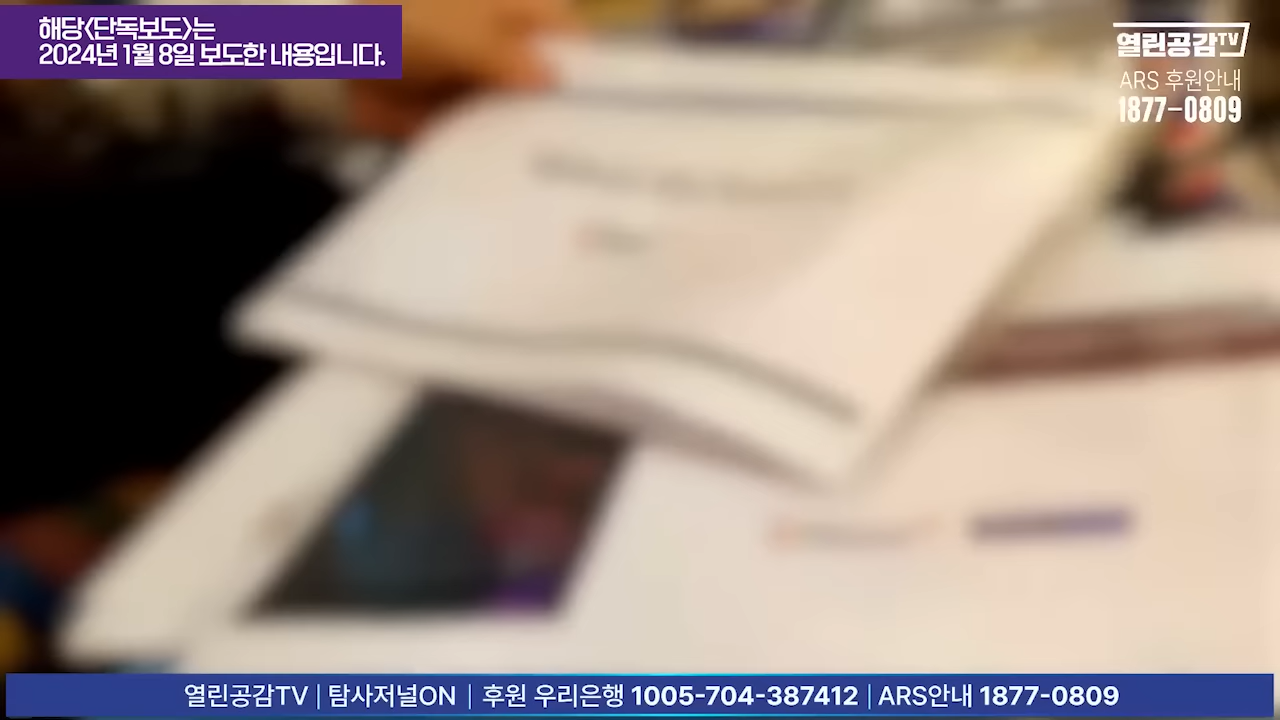 해당<단독보도>는
2024년 1월 8일 보도한 내용입니다.
열린공감TV
ARS 후원안내
1877-0809
열린공감TV | 탐사저널ON | 후원 우리은행 1005-704-387412 | ARS안내 1877-0809